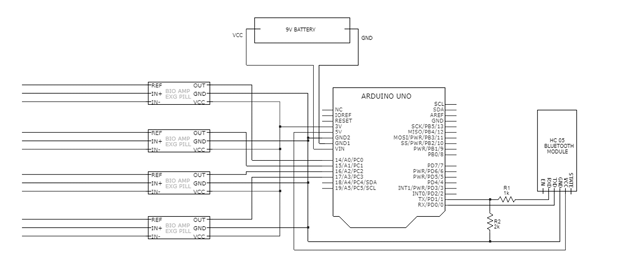 9V BATTERY
VCC
GND
REF
IN+
IN-
BIO AMP
EXG PILL
OUT
GND
VCC
REF
IN+
IN-
BIO AMP
EXG PILL
OUT
GND
VCC
REF
IN+
IN-
BIO AMP
EXG PILL
OUT
GND
VCC
REF
IN+
IN-
BIO AMP
EXG PILL
OUT
GND
VCC
ARDUINO UNO
NC
IOREF
RESET
3V
5V
GND2
GND1
VIN
14/A0/PC0
15/A1/PC1
16/A2/PC2
17/A3/PC3
18/A4/PC4/SDA
19/A5/PC5/SCL
SCL
SDA
AREF
GND
SCK/PB5/13
MISO/PB4/12
MOSI/PWR/PB3/11
SS/PWR/PB2/10
PWR/PB1/9
PB0/8
PD7/7
PWR/PD6/6
PWR/PD5/5
PD4/4
INT1/PWR/PD3/3
INT0/PD2/2
TX/PD1/1
RX/PD0/0
R1
1k
R2
2k
HC 05
BLUETOOTH
MODULE
EN
RXD
TXD
GND
VCC
STATE